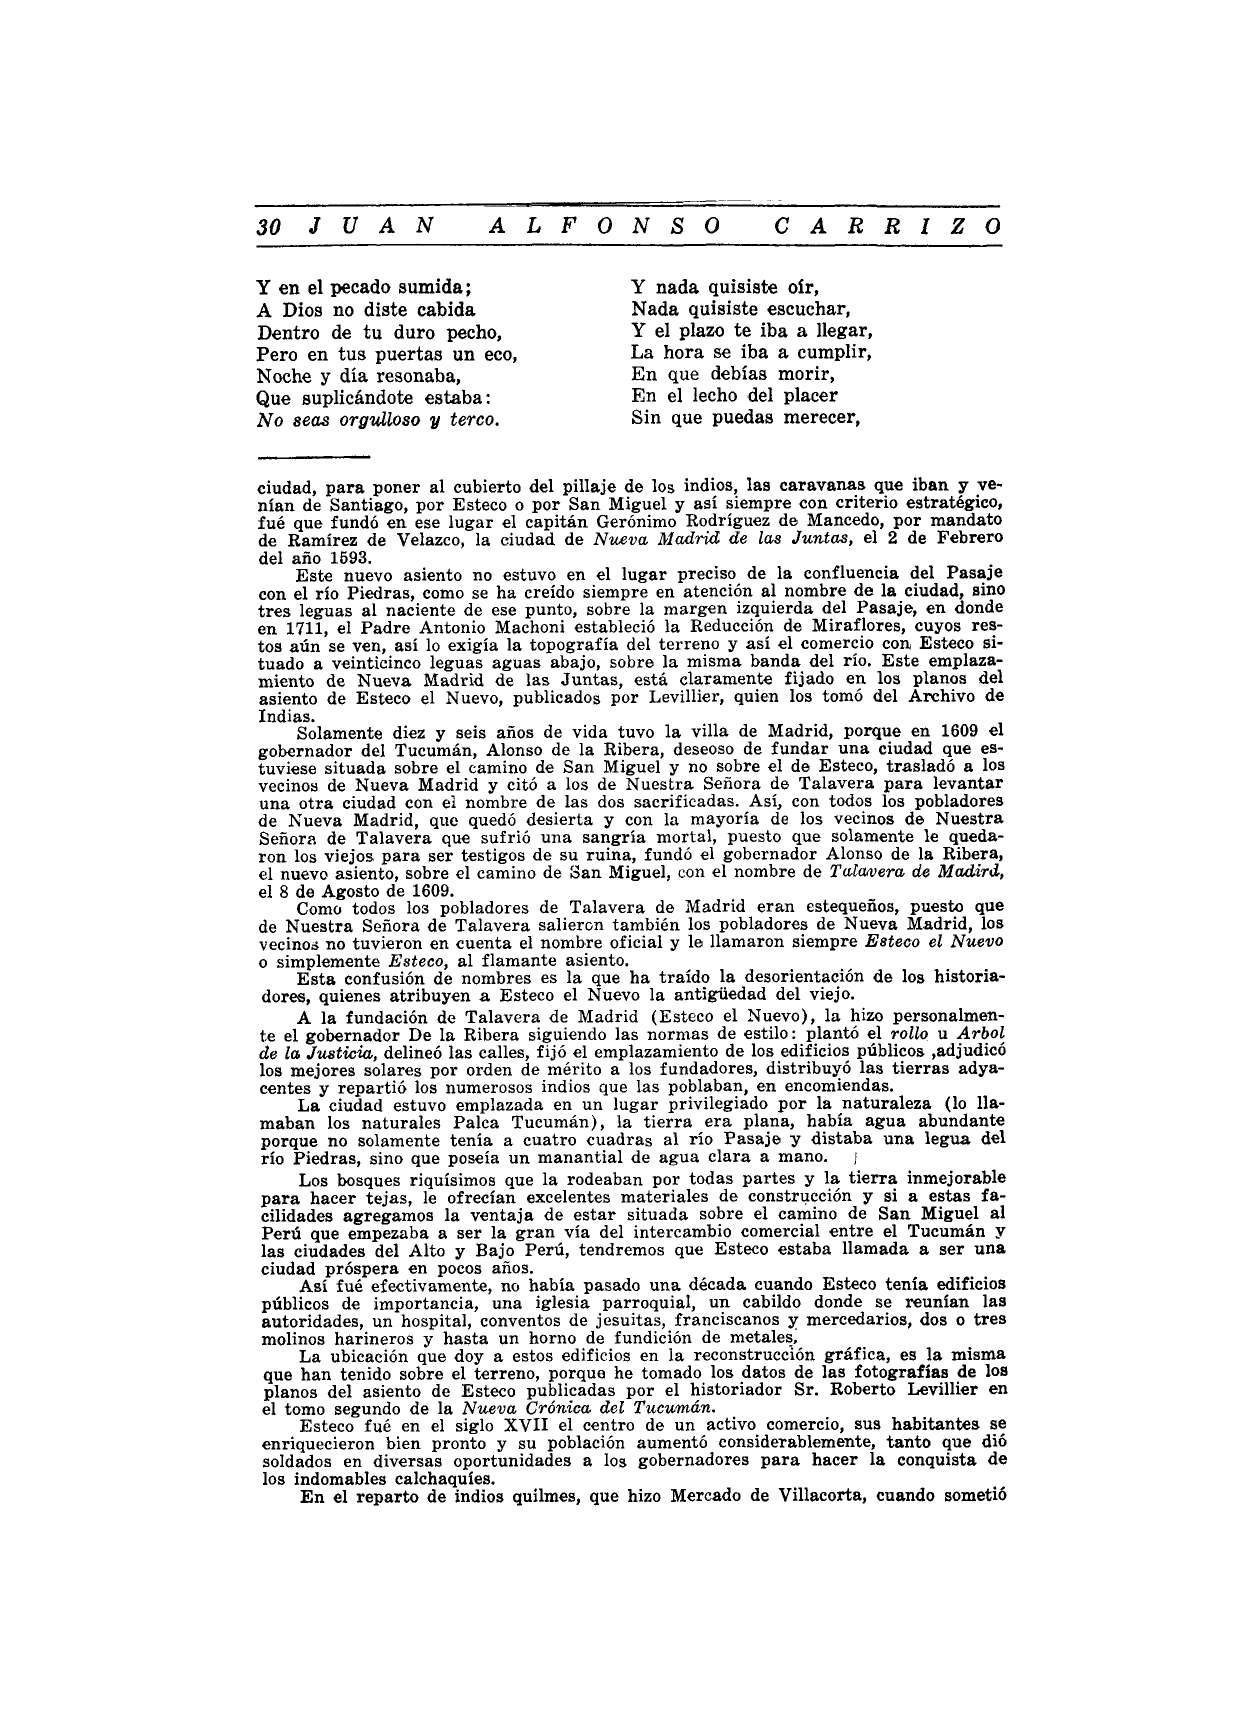 30 JUAN ALFONSO CARRIZO
Y en el pecado sumida;
A Dios no diste cabida
Dentro de tu duro pecho,
Pero en tus puertas un eco,
Noche y día resonaba,
Que suplicándote estaba:
No seas orgulloso y terco.
Y nada quisiste oír,
Nada quisiste escuchar,
Y el plazo te iba a llegar,
La hora se iba a cumplir,
En que debías morir,
En el lecho del placer
Sin que puedas merecer,
ciudad, para poner al cubierto del pillaje de los indios, las caravanas que iban y ve-
nían de Santiago, por Esteco o por San Miguel y así siempre con criterio estratégico,
fué que fundó en ese lugar el capitán Gerónimo Rodríguez de Mancedo, por mandato
de Ramírez de Velazco, la ciudad de Nueva Madrid de las Juntas, el 2 de Febrero
del año 1593.
Este nuevo asiento no estuvo en el lugar preciso de la confluencia del Pasaje
con el río Piedras, como se ha creído siempre en atención al nombre de la ciudad, sino
tres leguas al naciente de ese punto, sobre la margen izquierda del Pasaje, en donde
en 1711, el Padre Antonio Machoni estableció la Reducción de Miraflores, cuyos res-
tos aún se ven, así lo exigía la topografía del terreno y así el comercio con Esteco si-
tuado a veinticinco leguas aguas abajo, sobre la misma banda del río. Este emplaza-
miento de Nueva Madrid de las Juntas, está claramente fijado en los planos del
asiento de Esteco el Nuevo, publicados por Levillier, quien los tomó del Archivo de
Indias.
Solamente diez y seis años de vida tuvo la villa de Madrid, porque en 1609 el
gobernador del Tucumán, Alonso de la Ribera, deseoso de fundar una ciudad que es-
tuviese situada sobre el camino de San Miguel y no sobre el de Esteco, trasladó a los
vecinos de Nueva Madrid y citó a los de Nuestra Señora de Talavera para levantar
una otra ciudad con el nombre de las dos sacrificadas. Así, con todos los pobladores
de Nueva Madrid, que quedó desierta y con la mayoría de los vecinos de Nuestra
Señora de Talavera que sufrió una sangría mortal, puesto que solamente le queda-
ron los viejos para ser testigos de su ruina, fundó el gobernador Alonso de la Ribera,
el nuevo asiento, sobre el camino de San Miguel, con el nombre de Talavera de Madird,
el 8 de Agosto de 1609.
Como todos los pobladores de Talavera de Madrid eran estequeños, puesto que
de Nuestra Señora de Talavera salieron también los pobladores de Nueva Madrid, los
vecinos no tuvieron en cuenta el nombre oficial y le llamaron siempre Esteco el Nuevo
o simplemente Esteco, al flamante asiento.
Esta confusión de nombres es la que ha traído la desorientación de los historia-
dores, quienes atribuyen a Esteco el Nuevo la antigüedad del viejo.
A la fundación de Talavera de Madrid (Esteco el Nuevo), la hizo personalmen-
te el gobernador De la Ribera siguiendo las normas de estilo: plantó el rollo u Arbol
de la Justicia, delineó las calles, fijó el emplazamiento de los edificios públicos ,adjudicó
los mejores solares por orden de mérito a los fundadores, distribuyó las tierras adya-
centes y repartió los numerosos indios que las poblaban, en encomiendas.
La ciudad estuvo emplazada en un lugar privilegiado por la naturaleza (lo lla-
maban los naturales Palca Tucumán), la tierra era plana, había agua abundante
porque no solamente tenía a cuatro cuadras al río Pasaje y distaba una legua del
río Piedras, sino que poseía un manantial de agua clara a mano.
Los bosques riquísimos que la rodeaban por todas partes y la tierra inmejorable
para hacer tejas, le ofrecían excelentes materiales de construcción y si a estas fa-
cilidades agregamos la ventaja de estar situada sobre el camino de San Miguel al
Perú que empezaba a ser la gran vía del intercambio comercial entre el Tucumán y
las ciudades del Alto y Bajo Perú, tendremos que Esteco estaba llamada a ser una
ciudad próspera en pocos años.
Así fué efectivamente, no había pasado una década cuando Esteco tenía edificios
públicos de importancia, una iglesia parroquial, un cabildo donde se reunían las
autoridades, un hospital, conventos de jesuitas, franciscanos y mercedarios, dos o tres
molinos harineros y hasta un horno de fundición de metales.
La ubicación que doy a estos edificios en la reconstrucción gráfica, es la misma
que han tenido sobre el terreno, porque he tomado los datos de las fotografías de los
planos del asiento de Esteco publicadas por el historiador Sr. Roberto Levillier en
el tomo segundo de la Nueva Crónica del Tucumán.
Esteco fué en el siglo XVII el centro de un activo comercio, sus habitantes se
enriquecieron bien pronto y su población aumentó considerablemente, tanto que dió
soldados en diversas oportunidades a los gobernadores para hacer la conquista de
los indomables calchaquíes.
En el reparto de indios quilmes, que hizo Mercado de Villacorta, cuando sometió